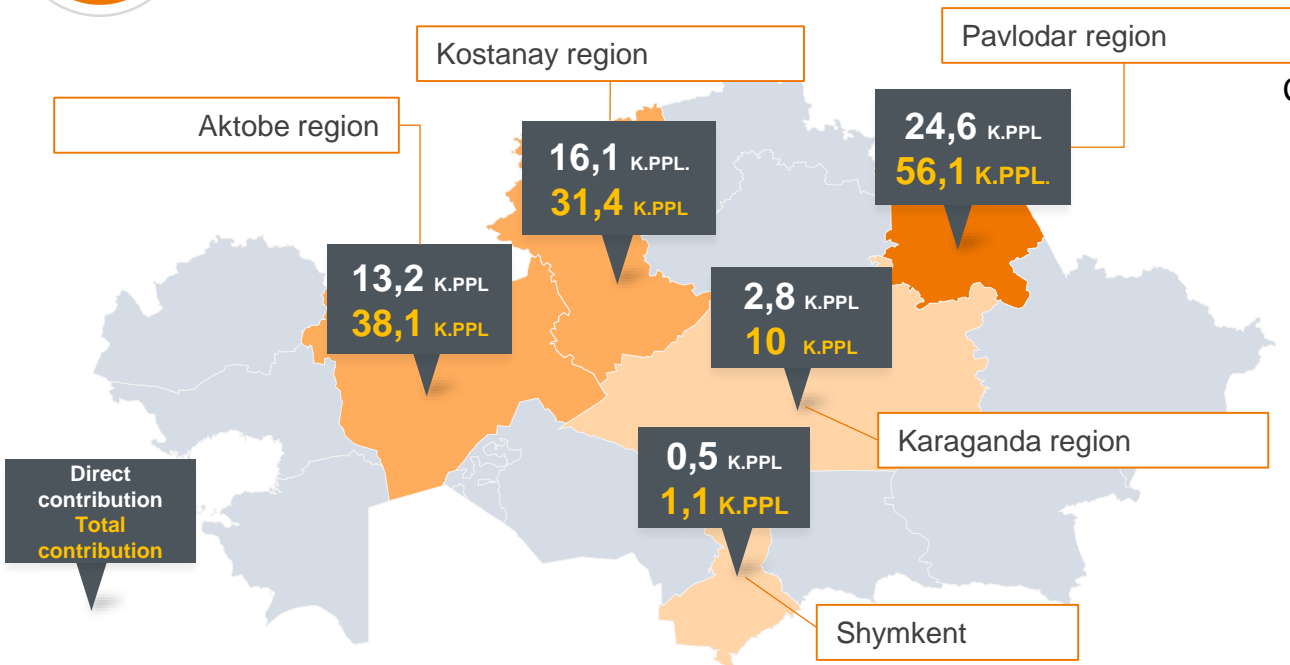 Kostanay region
Pavlodar region
Aktobe region
24,6 K.PPL
56,1 K.PPL.
16,1 K.PPL.
31,4 K.PPL
13,2 K.PPL
38,1 K.PPL
2,8 K.PPL
10 K.PPL
Karaganda region
0,5 K.PPL
1,1 K.PPL
Direct
contribution
Total
contribution
Shymkent